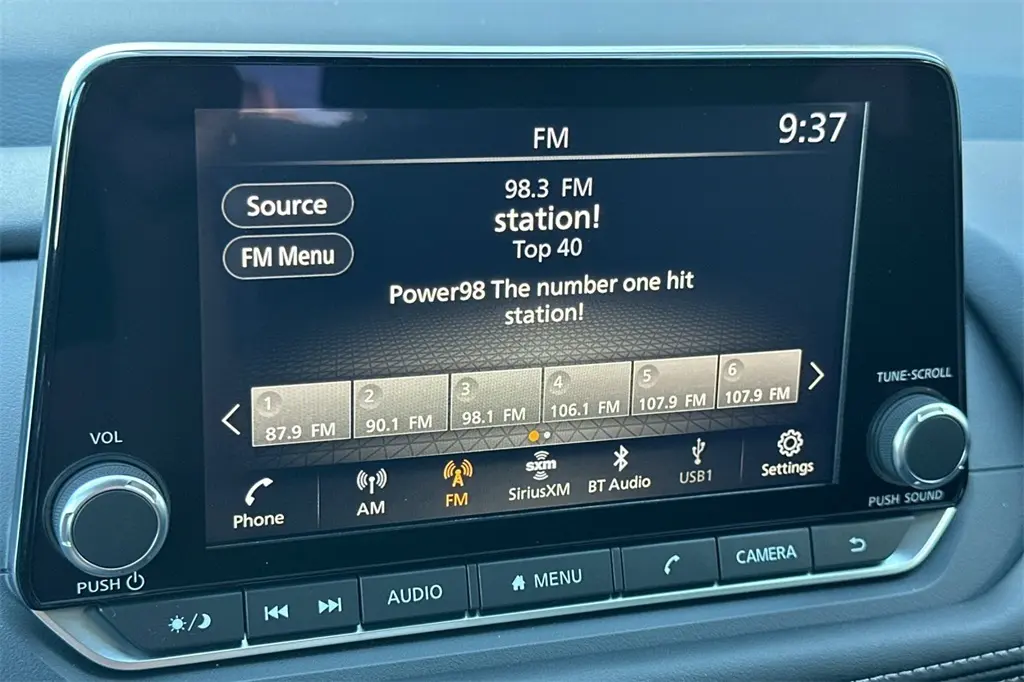 FM
9:37
Source
FM Menu
98.3 FM
station!
Top 40
Power98 The number one hit
station!
1
87.9 FM
2
90.1 FM
3
98.1 FM
4
106.1 FM
5
107.9 FM
6
107.9 FM
Phone
AM
FM
sxm
SiriusXM
BT Audio
USB1
Settings
VOL
PUSH
TUNE·SCROLL
PUSH SOUND
AUDIO
MENU
CAMERA